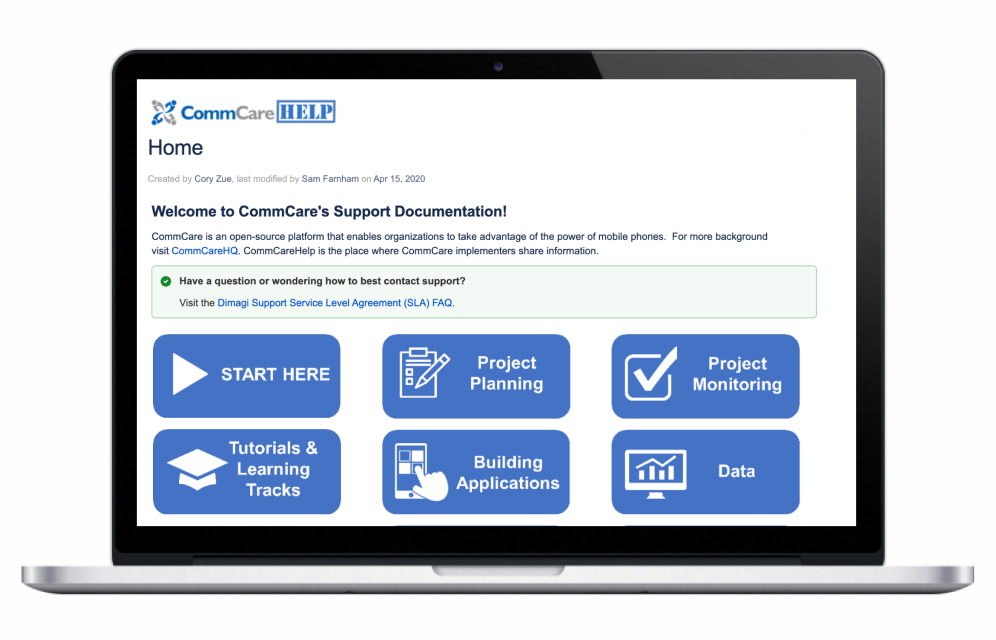 CommCare HELP
Home
Created by Cory Zue, last modified by Sam Farnham on Apr 15, 2020
Welcome to CommCare's Support Documentation!
CommCare is an open-source platform that enables organizations to take advantage of the power of mobile phones.  For more background
visit CommCareHQ. CommCareHelp is the place where CommCare implementers share information.
Have a question or wondering how to best contact support?
Visit the Dimagi Support Service Level Agreement (SLA) FAQ.
START HERE
Project
Planning
Project
Monitoring
Tutorials &
Learning
Tracks
Building
Applications
Data